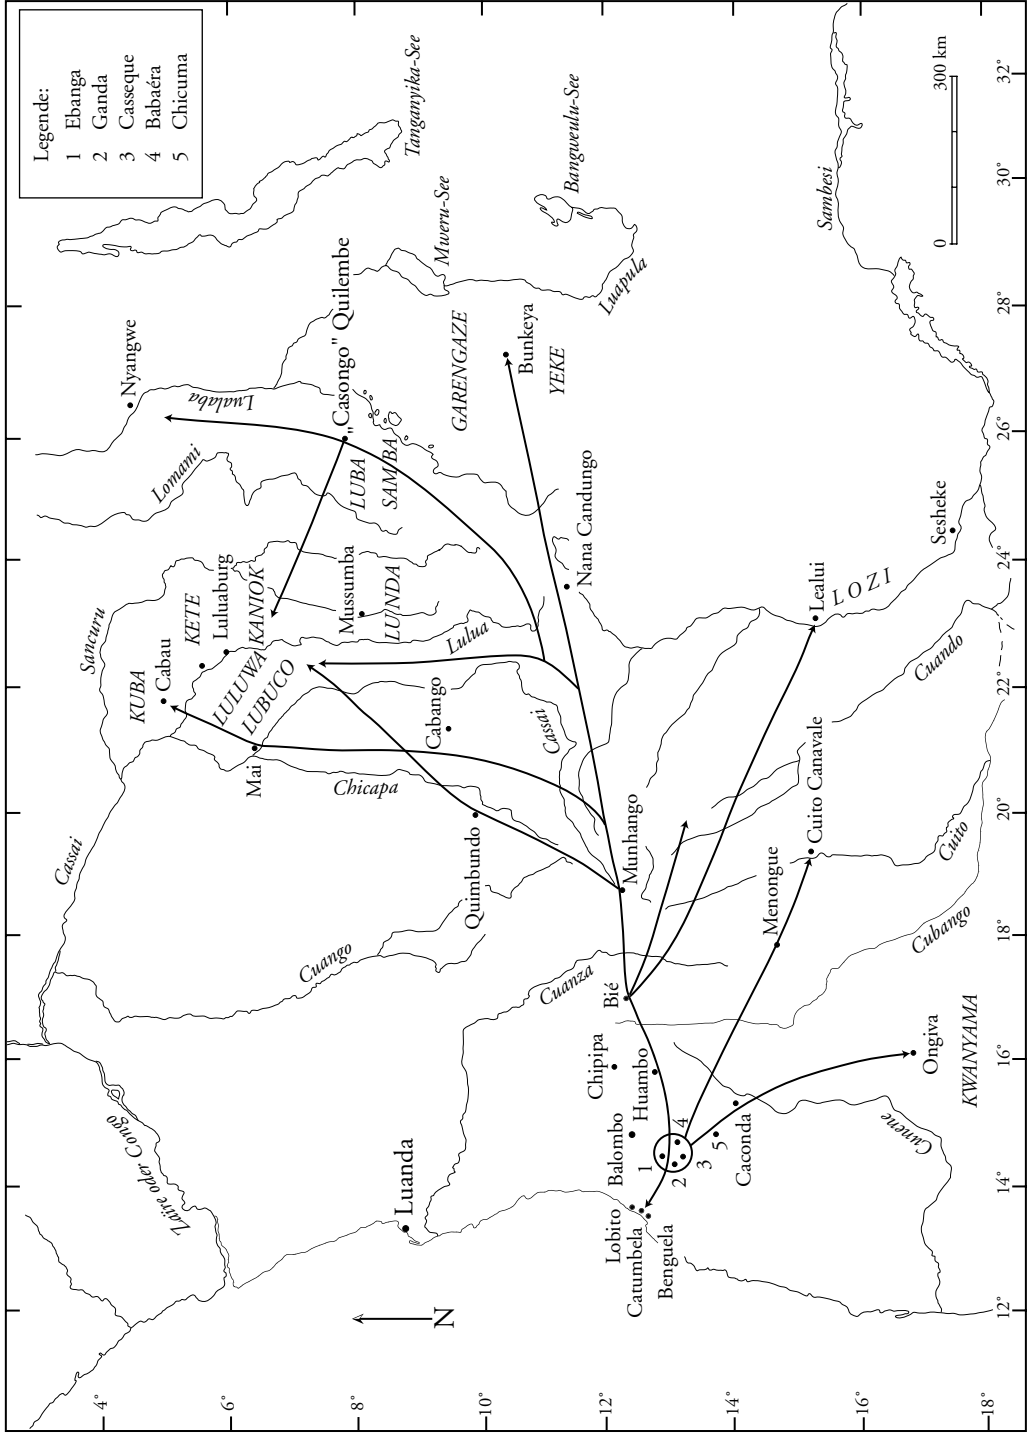 Legende:
1 Ebanga
2 Ganda
3 Casseque
4 Babaéra
5 Chicuma
Tanganyika-See
Mweru-See
Bangweulu-See
Luapula
Sambesi
0 300 km
Nyangwe
Lualaba
Lomami
„Casongo" Quilembe
LUBA
SAMBA
GARENGAZE
Bunkeya
YEKE
Nana Candungo
Sancuru
KUBA
Cabau
KETE
Luluaburg
KANIOK
LULUWA
LUBUCO
Mussumba
LUNDA
Lulua
Mai
Cabango
Chicapa
Cassai
Cassai
Quimbundo
Munhango
Sesheke
Lealui
LOZI
Cuando
Cuito Canavale
Cuito
Menongue
Cubango
Cuango
Cuanza
Bié
Chipipa
Huambo
Balombo
1
2
3
4
5
Caconda
Ongiva
KWANYAMA
Cunene
Zaire oder Congo
Luanda
Lobito
Catumbela
Benguela
N
4°
6°
8°
10°
12°
14°
16°
18°
12°
14°
16°
18°
20°
22°
24°
26°
28°
30°
32°